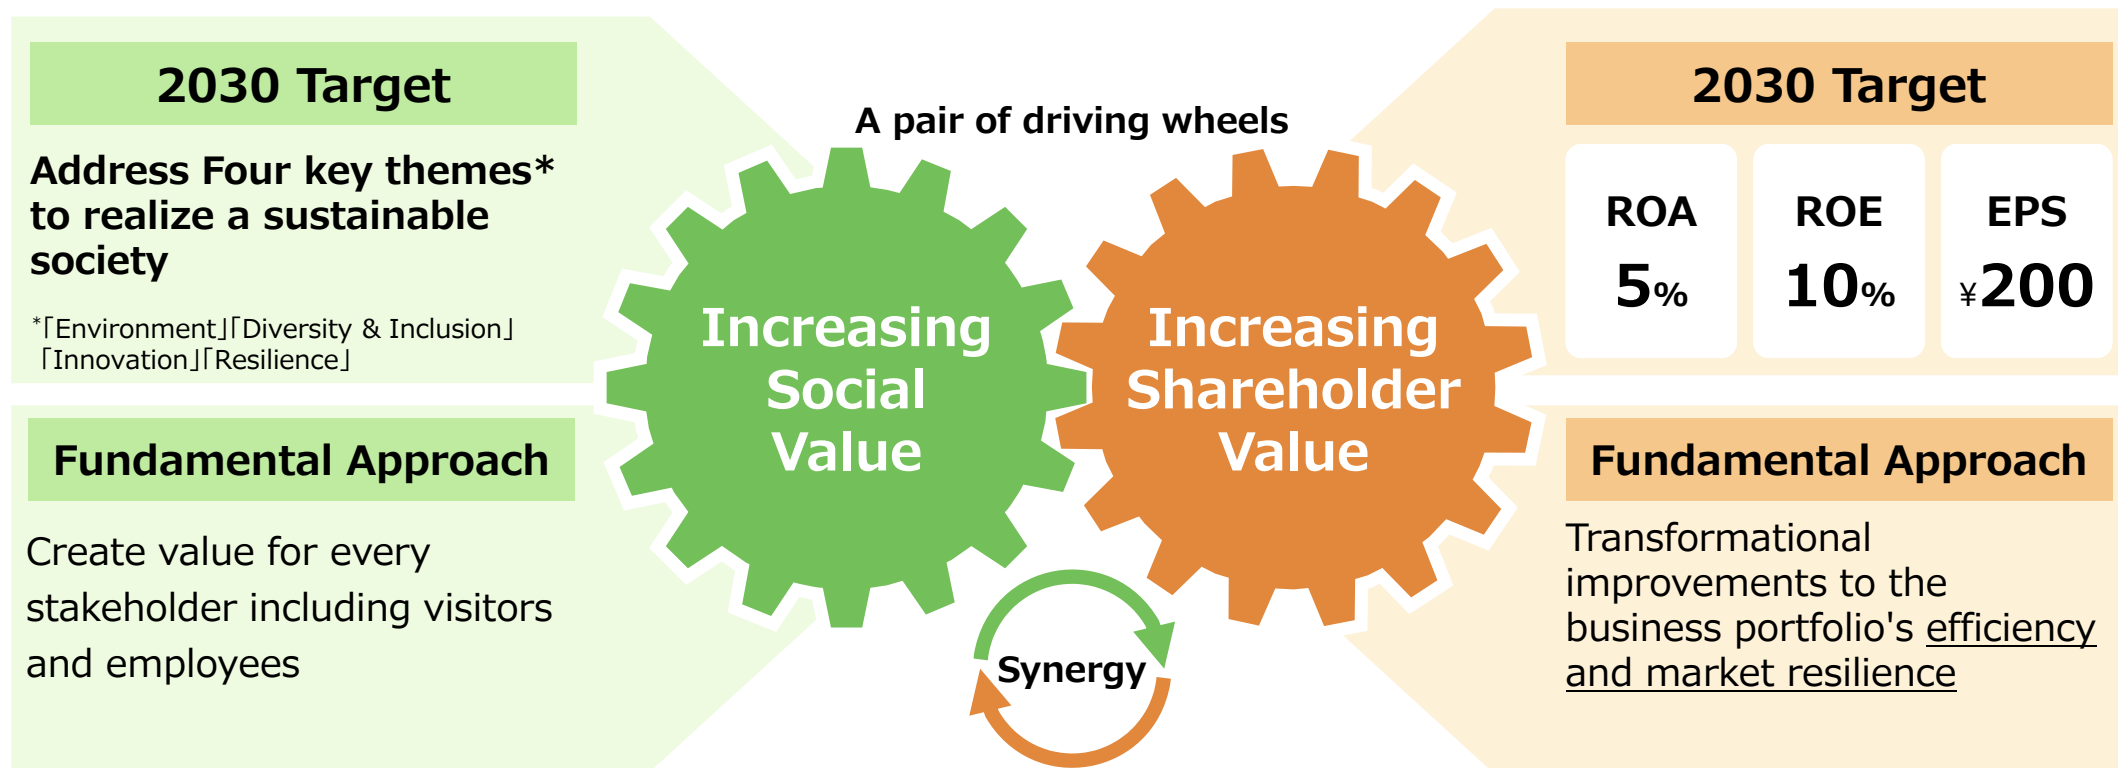 2030 Target
Address Four key themes*
to realize a sustainable
society
*「Environment」「Diversity & Inclusion」
「Innovation」「Resilience」
Fundamental Approach
Create value for every
stakeholder including visitors
and employees
A pair of driving wheels
Increasing
Social
Value
Increasing
Shareholder
Value
Synergy
2030 Target
ROA
5%
ROE
10%
EPS
¥200
Fundamental Approach
Transformational
improvements to the
business portfolio's efficiency
and market resilience